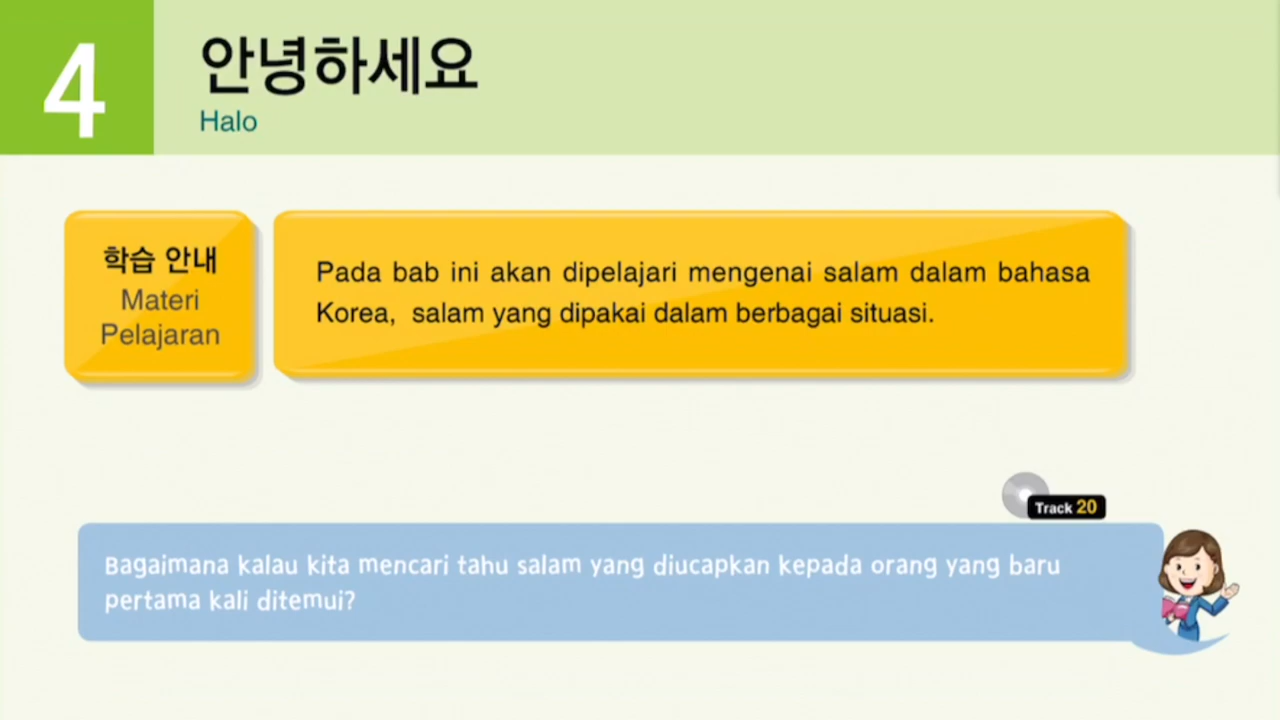 4
안녕하세요
Halo
학습 안내
Materi
Pelajaran
Pada bab ini akan dipelajari mengenai salam dalam bahasa
Korea, salam yang dipakai dalam berbagai situasi.
Track 20
Bagaimana kalau kita mencari tahu salam yang diucapkan kepada orang yang baru
pertama kali ditemui?